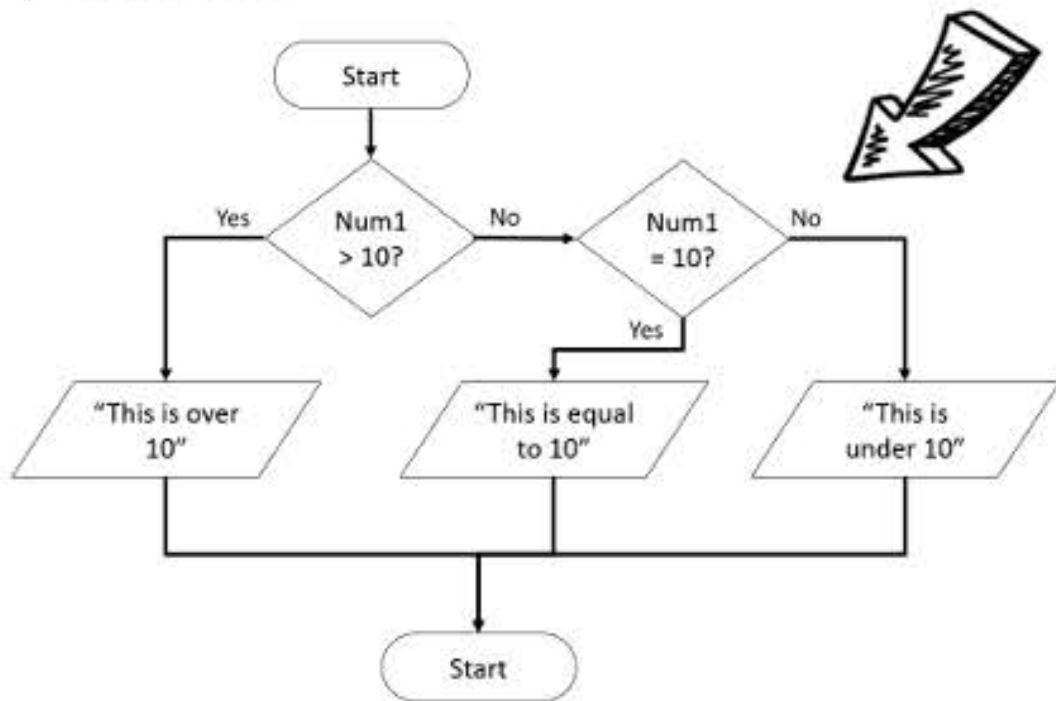 Start
Yes
Num1
> 10?
No
Num1
= 10?
No
Yes
“This is over
10”
“This is equal
to 10”
“This is
under 10”
Start